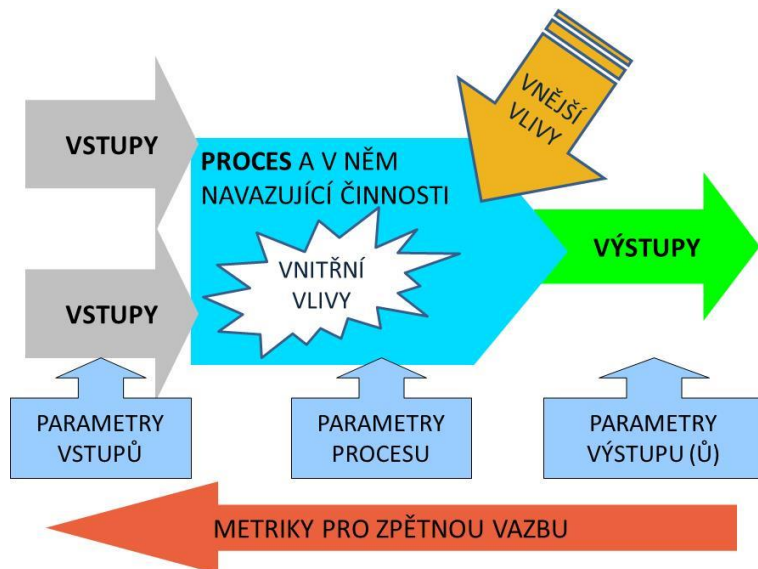 VNĚJŠÍ
VLIVY
VSTUPY
PROCES A V NĚM
NAVAZUJÍCÍ ČINNOSTI
VNITŘNÍ
VLIVY
VÝSTUPY
VSTUPY
PARAMETRY
VSTUPŮ
PARAMETRY
PROCESU
PARAMETRY
VÝSTUPU (Ů)
METRIKY PRO ZPĚTNOU VAZBU